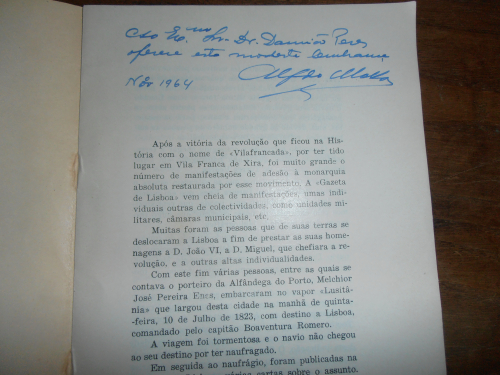 Ao Ex.mo Sr. Dr. Damião Peres
oferece esta modesta lembrança
Nov 1964
Após a vitória da revolução que ficou na His-
tória com o nome de «Vilafrancada», por ter tido
lugar em Vila Franca de Xira, foi muito grande o
número de manifestações de adesão à monarquia
absoluta restaurada por esse movimento. A «Gazeta
de Lisboa» vem cheia de manifestações, umas indi-
viduais outras de colectividades, como unidades mi-
litares, câmaras municipais, etc.
Muitas foram as pessoas que de suas terras se
deslocaram a Lisboa a fim de prestar as suas home-
nagens a D. João VI, a D. Miguel, que chefiara a re-
volução, e a outras altas individualidades.
Com este fim várias pessoas, entre as quais se
contava o porteiro da Alfândega do Porto, Melchior
José Pereira Enes, embarcaram no vapor «Lusitâ-
nia» que largou desta cidade na manhã de quinta-
-feira, 10 de Julho de 1823, com destino a Lisboa,
comandado pelo capitão Boaventura Romero.
A viagem foi tormentosa e o navio não chegou
ao seu destino por ter naufragado.
Em seguida ao naufrágio, foram publicadas na
várias cartas sobre o assunto.